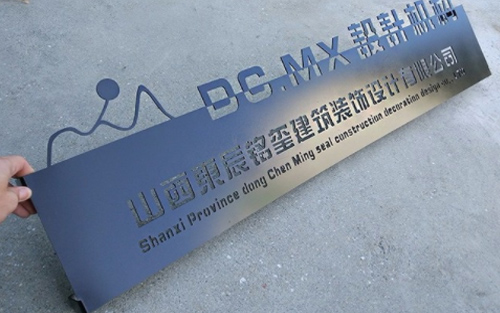 DC.MX 設計机构
山西東宸铭玺建筑装饰设计有限公司
Shanxi Province dong Chen Ming seal construction decoration design co., LTD